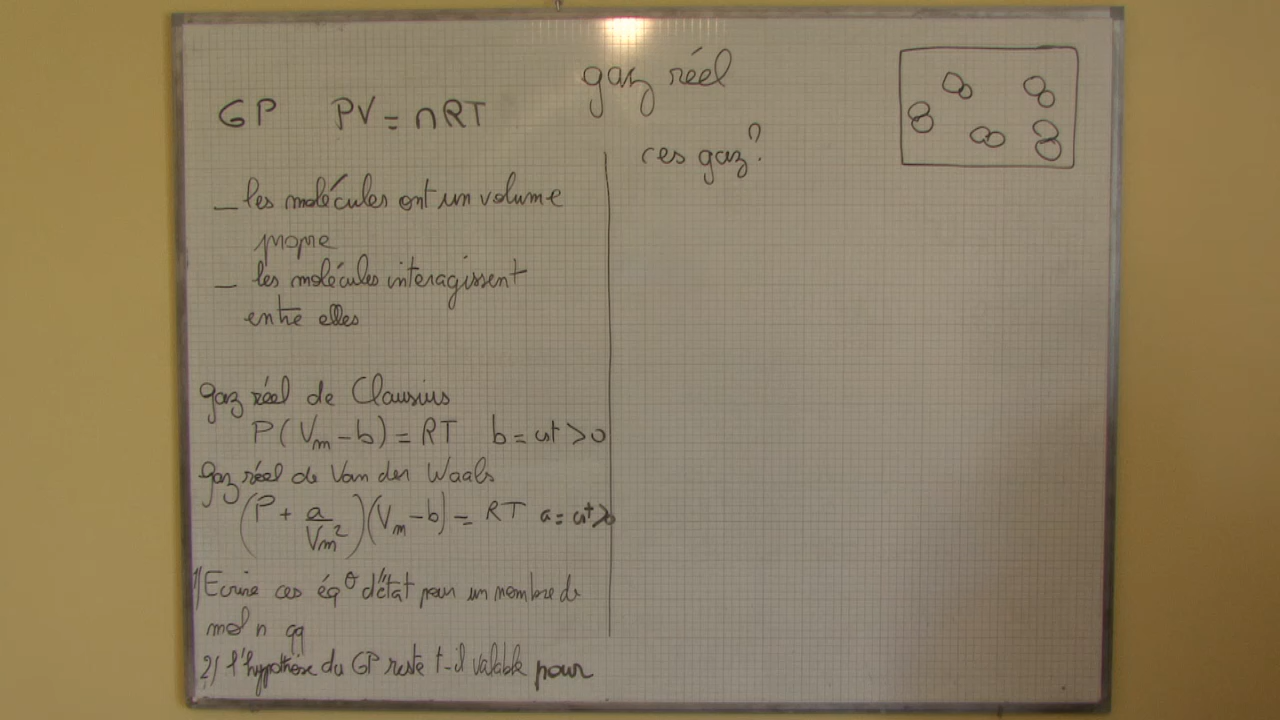 gaz réel
GP PV = nRT
_ les molécules ont un volume
propre
_ les molécules interagissent
entre elles
gaz réel de Clausius
P(Vm - b) = RT b = cst > 0
gaz réel de Van der Waals
(P + a/Vm²)(Vm - b) = RT a = cst > 0
1) Ecrire ces éqº d'état pour un nombre de
mol n qq
2) l'hypothèse du GP reste t-il valable pour
ces gaz?